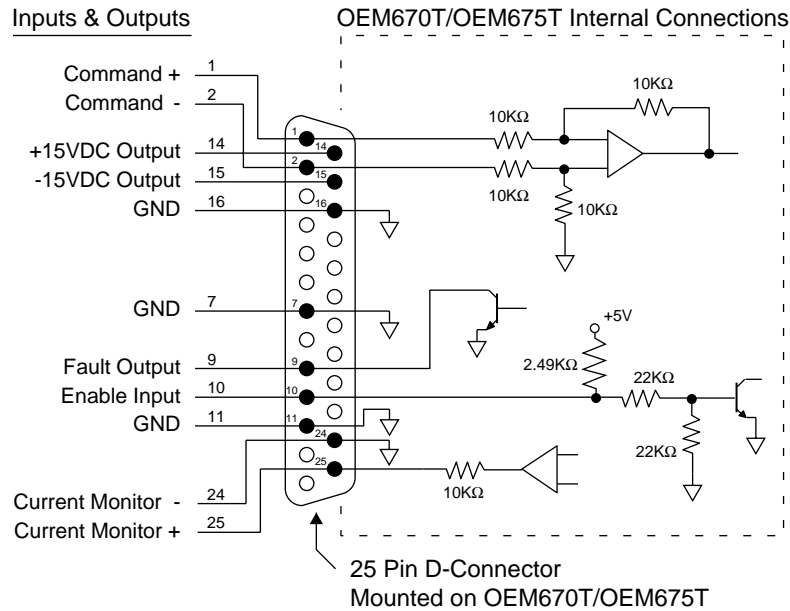 Inputs & Outputs
OEM670T/OEM675T Internal Connections
Command + 1
Command - 2
+15VDC Output 14
-15VDC Output 15
GND 16
GND 7
Fault Output 9
Enable Input 10
GND 11
Current Monitor - 24
Current Monitor + 25
1
14
2
15
16
7
9
10
11
24
25
10KΩ
10KΩ
10KΩ
10KΩ
+5V
2.49KΩ
22KΩ
22KΩ
10KΩ
25 Pin D-Connector
Mounted on OEM670T/OEM675T